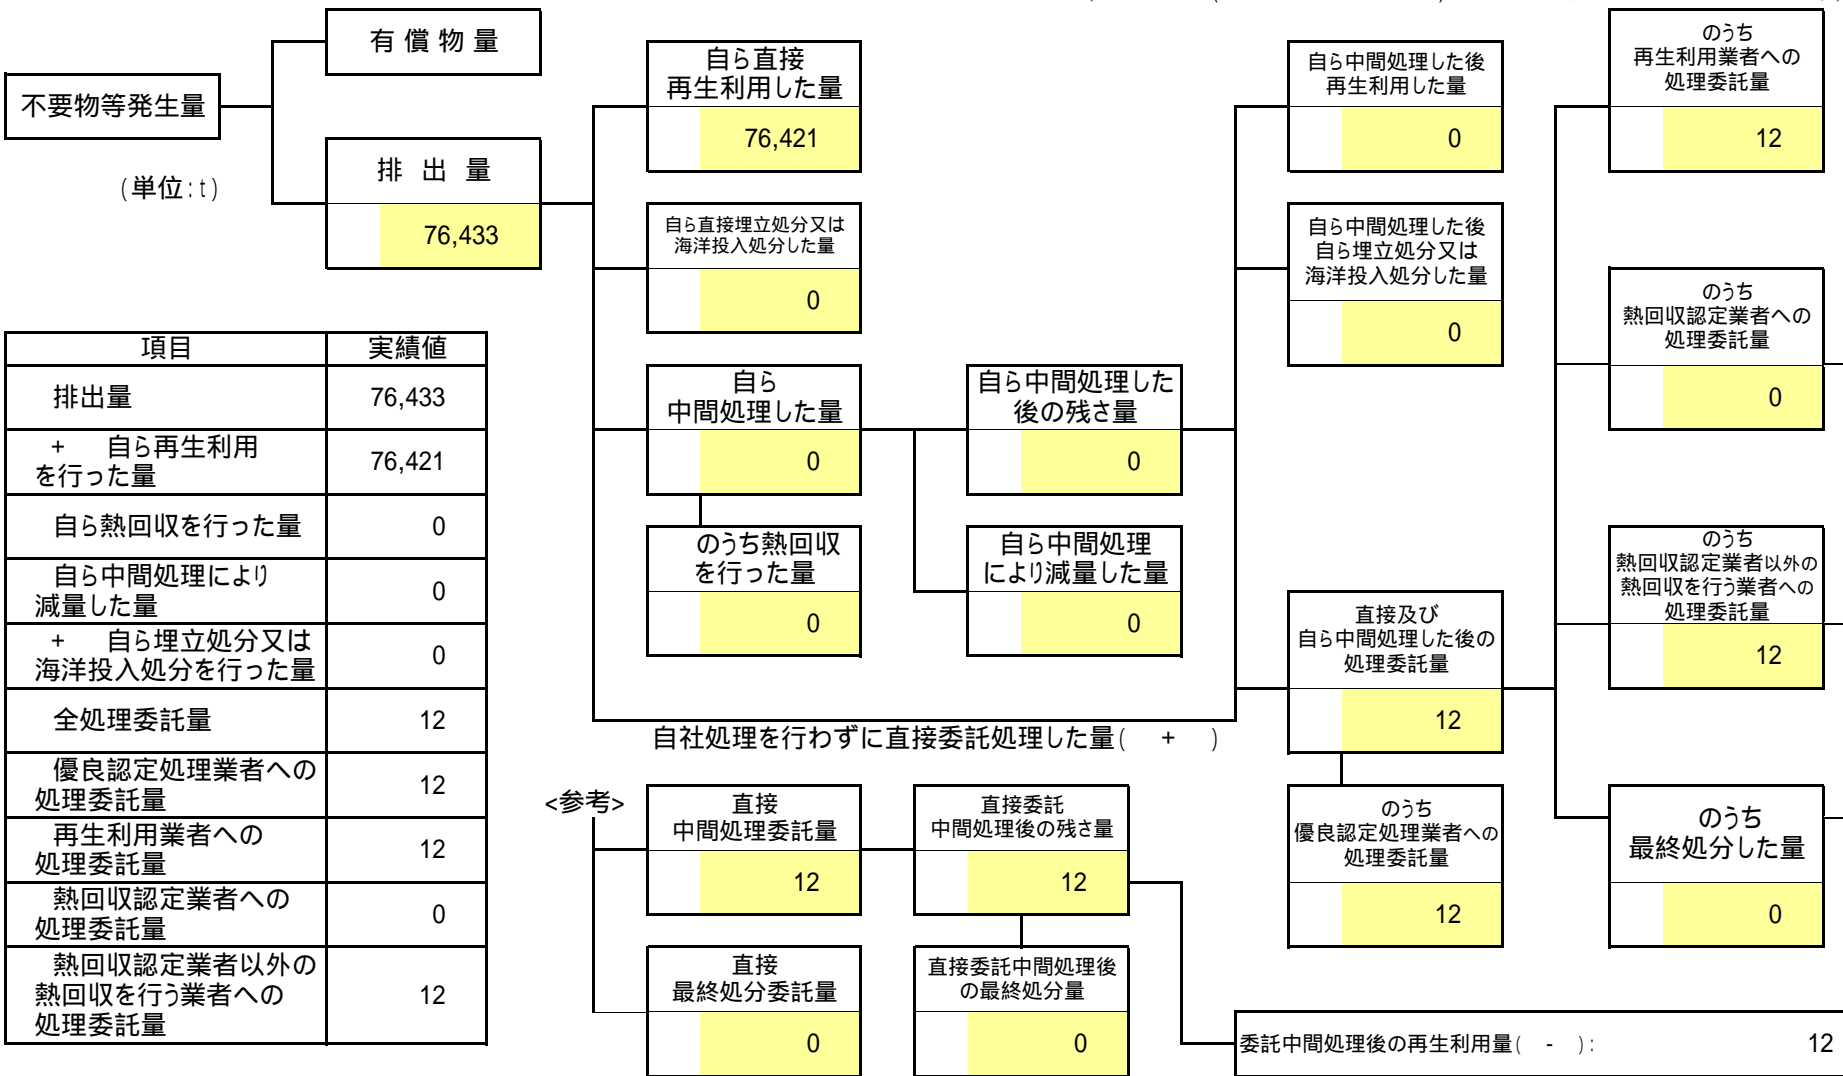 不要物等発生量
(単位:t)
有 償 物 量
排 出 量
76,433
自ら直接
再生利用した量
76,421
自ら直接埋立処分又は
海洋投入処分した量
0
自ら
中間処理した量
0
のうち熱回収
を行った量
0
自ら中間処理した
後の残さ量
0
自ら中間処理
により減量した量
0
自ら中間処理した後
再生利用した量
0
自ら中間処理した後
自ら埋立処分又は
海洋投入処分した量
0
直接及び
自ら中間処理した後の
処理委託量
12
のうち
優良認定処理業者への
処理委託量
12
のうち
再生利用業者への
処理委託量
12
のうち
熱回収認定業者への
処理委託量
0
のうち
熱回収認定業者以外の
熱回収を行う業者への
処理委託量
12
のうち
最終処分した量
0
自社処理を行わずに直接委託処理した量( + )
<参考>
直接
中間処理委託量
12
直接委託
中間処理後の残さ量
12
直接
最終処分委託量
0
直接委託中間処理後
の最終処分量
0
委託中間処理後の再生利用量( - ): 12
項目 実績値
排出量 76,433
+ 自ら再生利用
を行った量 76,421
自ら熱回収を行った量 0
自ら中間処理により
減量した量 0
+ 自ら埋立処分又は
海洋投入処分を行った量 0
全処理委託量 12
優良認定処理業者への
処理委託量 12
再生利用業者への
処理委託量 12
熱回収認定業者への
処理委託量 0
熱回収認定業者以外の
熱回収を行う業者への
処理委託量 12